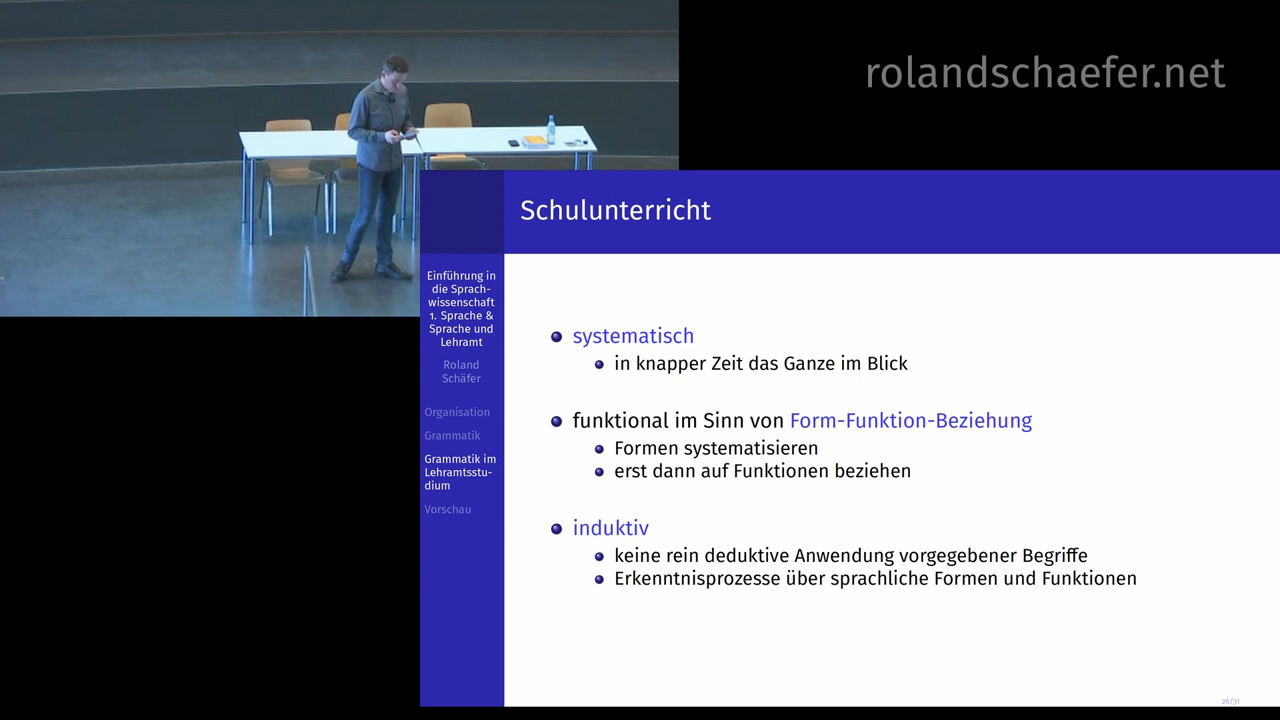 rolandschaefer.net
Schulunterricht
Einführung in
die Sprach-
wissenschaft
1. Sprache &
Sprache und
Lehramt
Roland
Schäfer
Organisation
Grammatik
Grammatik im
Lehramtsstu-
dium
Vorschau
systematisch
in knapper Zeit das Ganze im Blick
funktional im Sinn von Form-Funktion-Beziehung
Formen systematisieren
erst dann auf Funktionen beziehen
induktiv
keine rein deduktive Anwendung vorgegebener Begriffe
Erkenntnisprozesse über sprachliche Formen und Funktionen
26/31